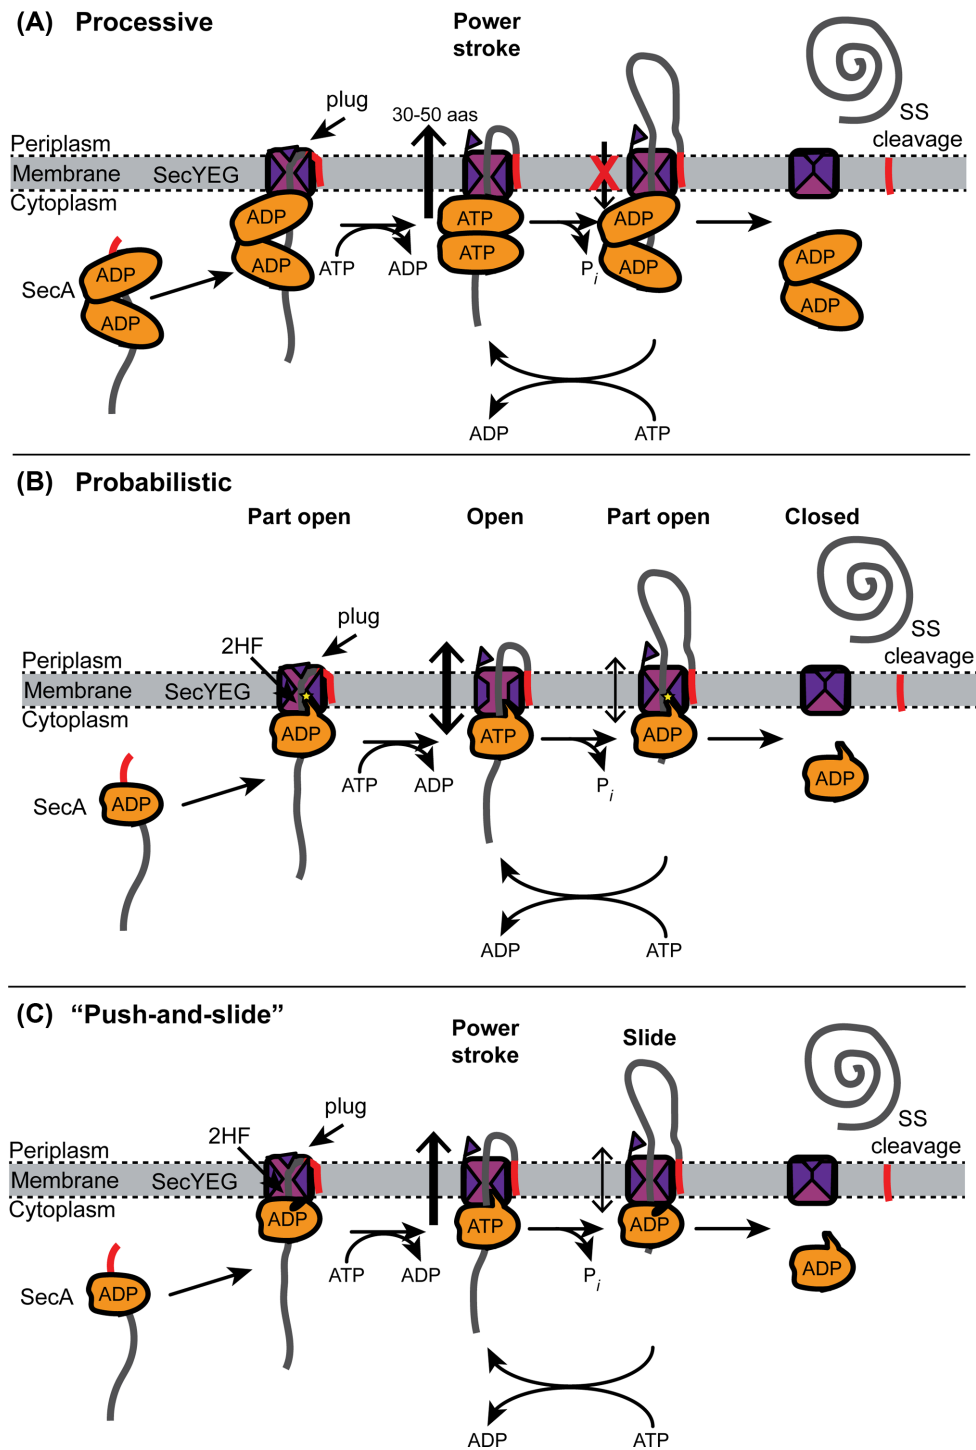 (A) Processive
Power
stroke
plug
30-50 aas
SS
cleavage
Periplasm
Membrane
SecYEG
Cytoplasm
ADP
ADP
ATP
ATP
ADP
ADP
ATP
ADP
Pi
SecA
ADP
ADP
ADP
ADP
ADP
ATP
(B) Probabilistic
Part open
Open
Part open
Closed
plug
2HF
SS
cleavage
Periplasm
Membrane
SecYEG
Cytoplasm
ADP
ATP
ADP
ATP
ADP
Pi
SecA
ADP
ADP
ADP
ATP
(C) “Push-and-slide”
Power
stroke
Slide
plug
2HF
SS
cleavage
Periplasm
Membrane
SecYEG
Cytoplasm
ADP
ATP
ADP
ATP
ADP
Pi
SecA
ADP
ADP
ADP
ATP